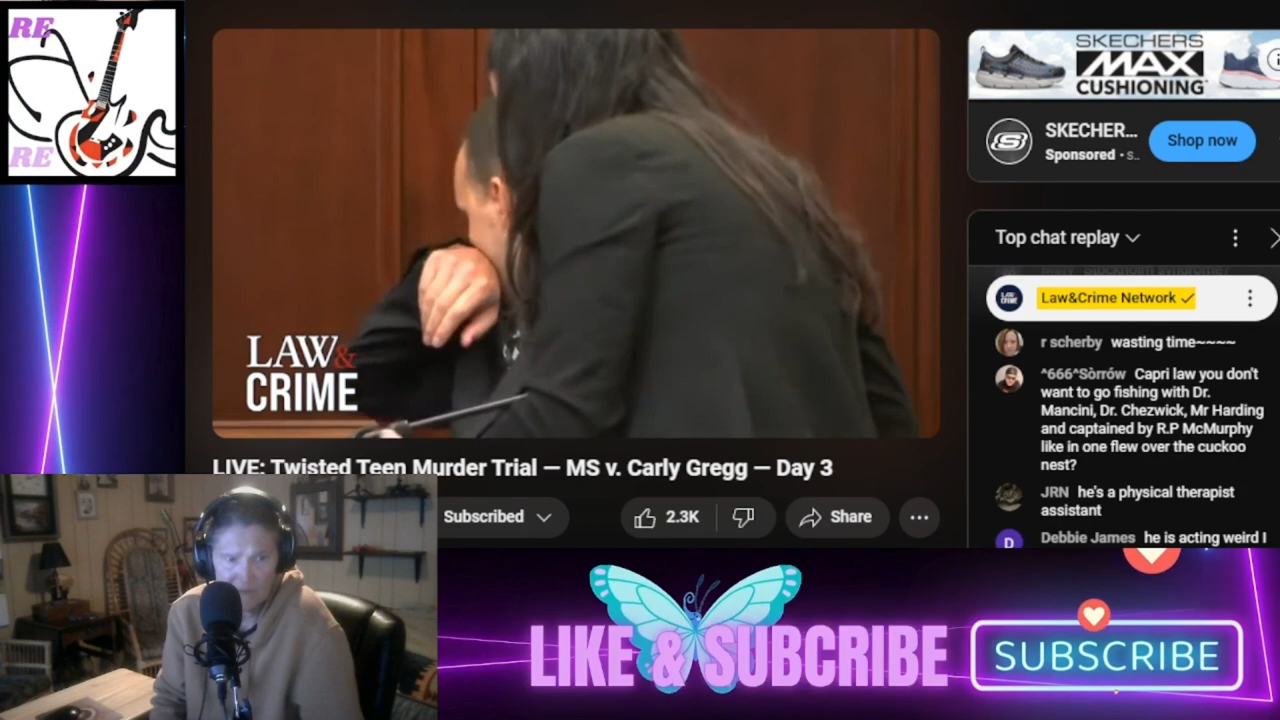 RE
RE
LAW&
CRIME
LIVE: Twisted Teen Murder Trial — MS v. Carly Gregg — Day 3
Subscribed
2.3K
Share
SKECHERS
MAX
CUSHIONING
SKECHER...
Sponsored • s..
Shop now
Top chat replay
Law&Crime Network
r scherby wasting time~~~~
^666^Sòrrów Capri law you don't
want to go fishing with Dr.
Mancini, Dr. Chezwick, Mr Harding
and captained by R.P McMurphy
like in one flew over the cuckoo
nest?
JRN he's a physical therapist
assistant
D
Debbie James he is acting weird I
LIKE & SUBCRIBE
SUBSCRIBE